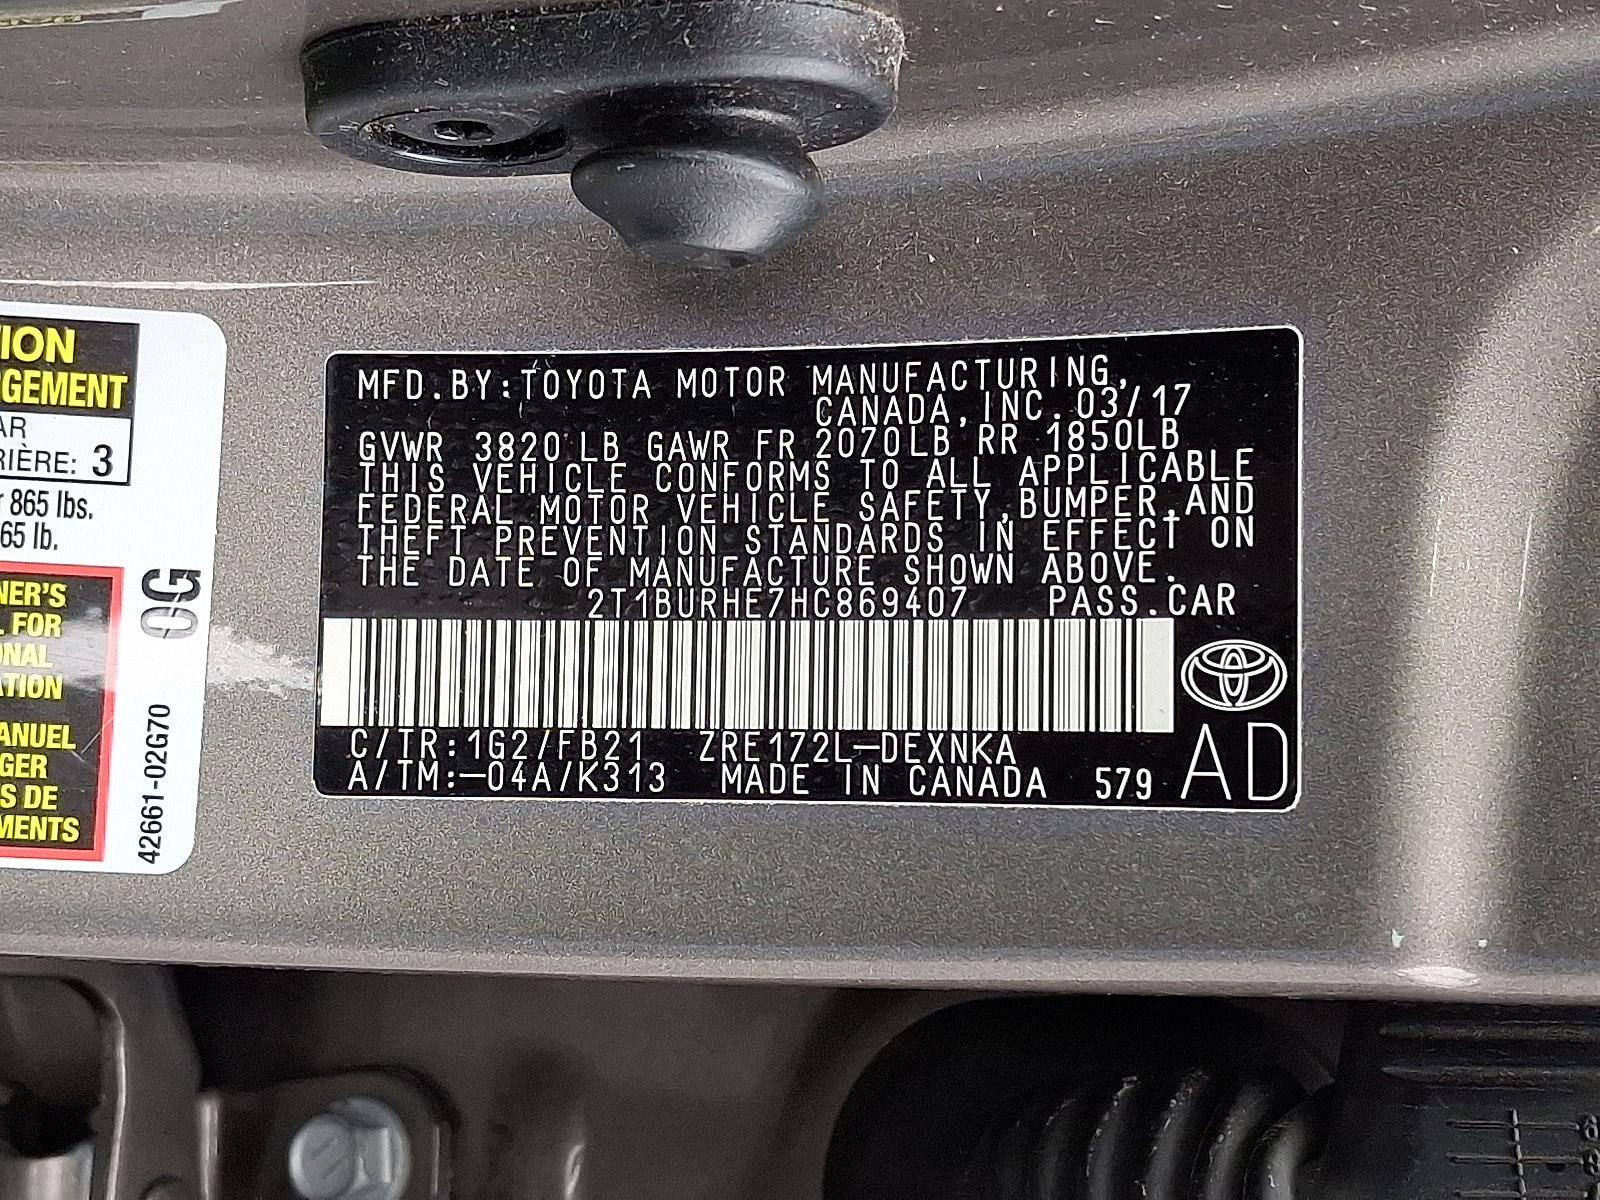 ION
GEMENT
AR
RIÈRE: 3
865 lbs.
65 lb.
NER'S
FOR
NAL
ATION
ANUEL
GER
S DE
MENTS
0G
42661-02G70
MFD.BY:TOYOTA MOTOR MANUFACTURING,
CANADA,INC. 03/17
GVWR 3820 LB GAWR FR 2070LB RR 1850LB
THIS VEHICLE CONFORMS TO ALL APPLICABLE
FEDERAL MOTOR VEHICLE SAFETY,BUMPER,AND
THEFT PREVENTION STANDARDS IN EFFECT ON
THE DATE OF MANUFACTURE SHOWN ABOVE.
2T1BURHE7HC869407 PASS.CAR
C/TR:1G2/FB21 ZRE172L-DEXNKA
A/TM:-04A/K313 MADE IN CANADA 579
AD